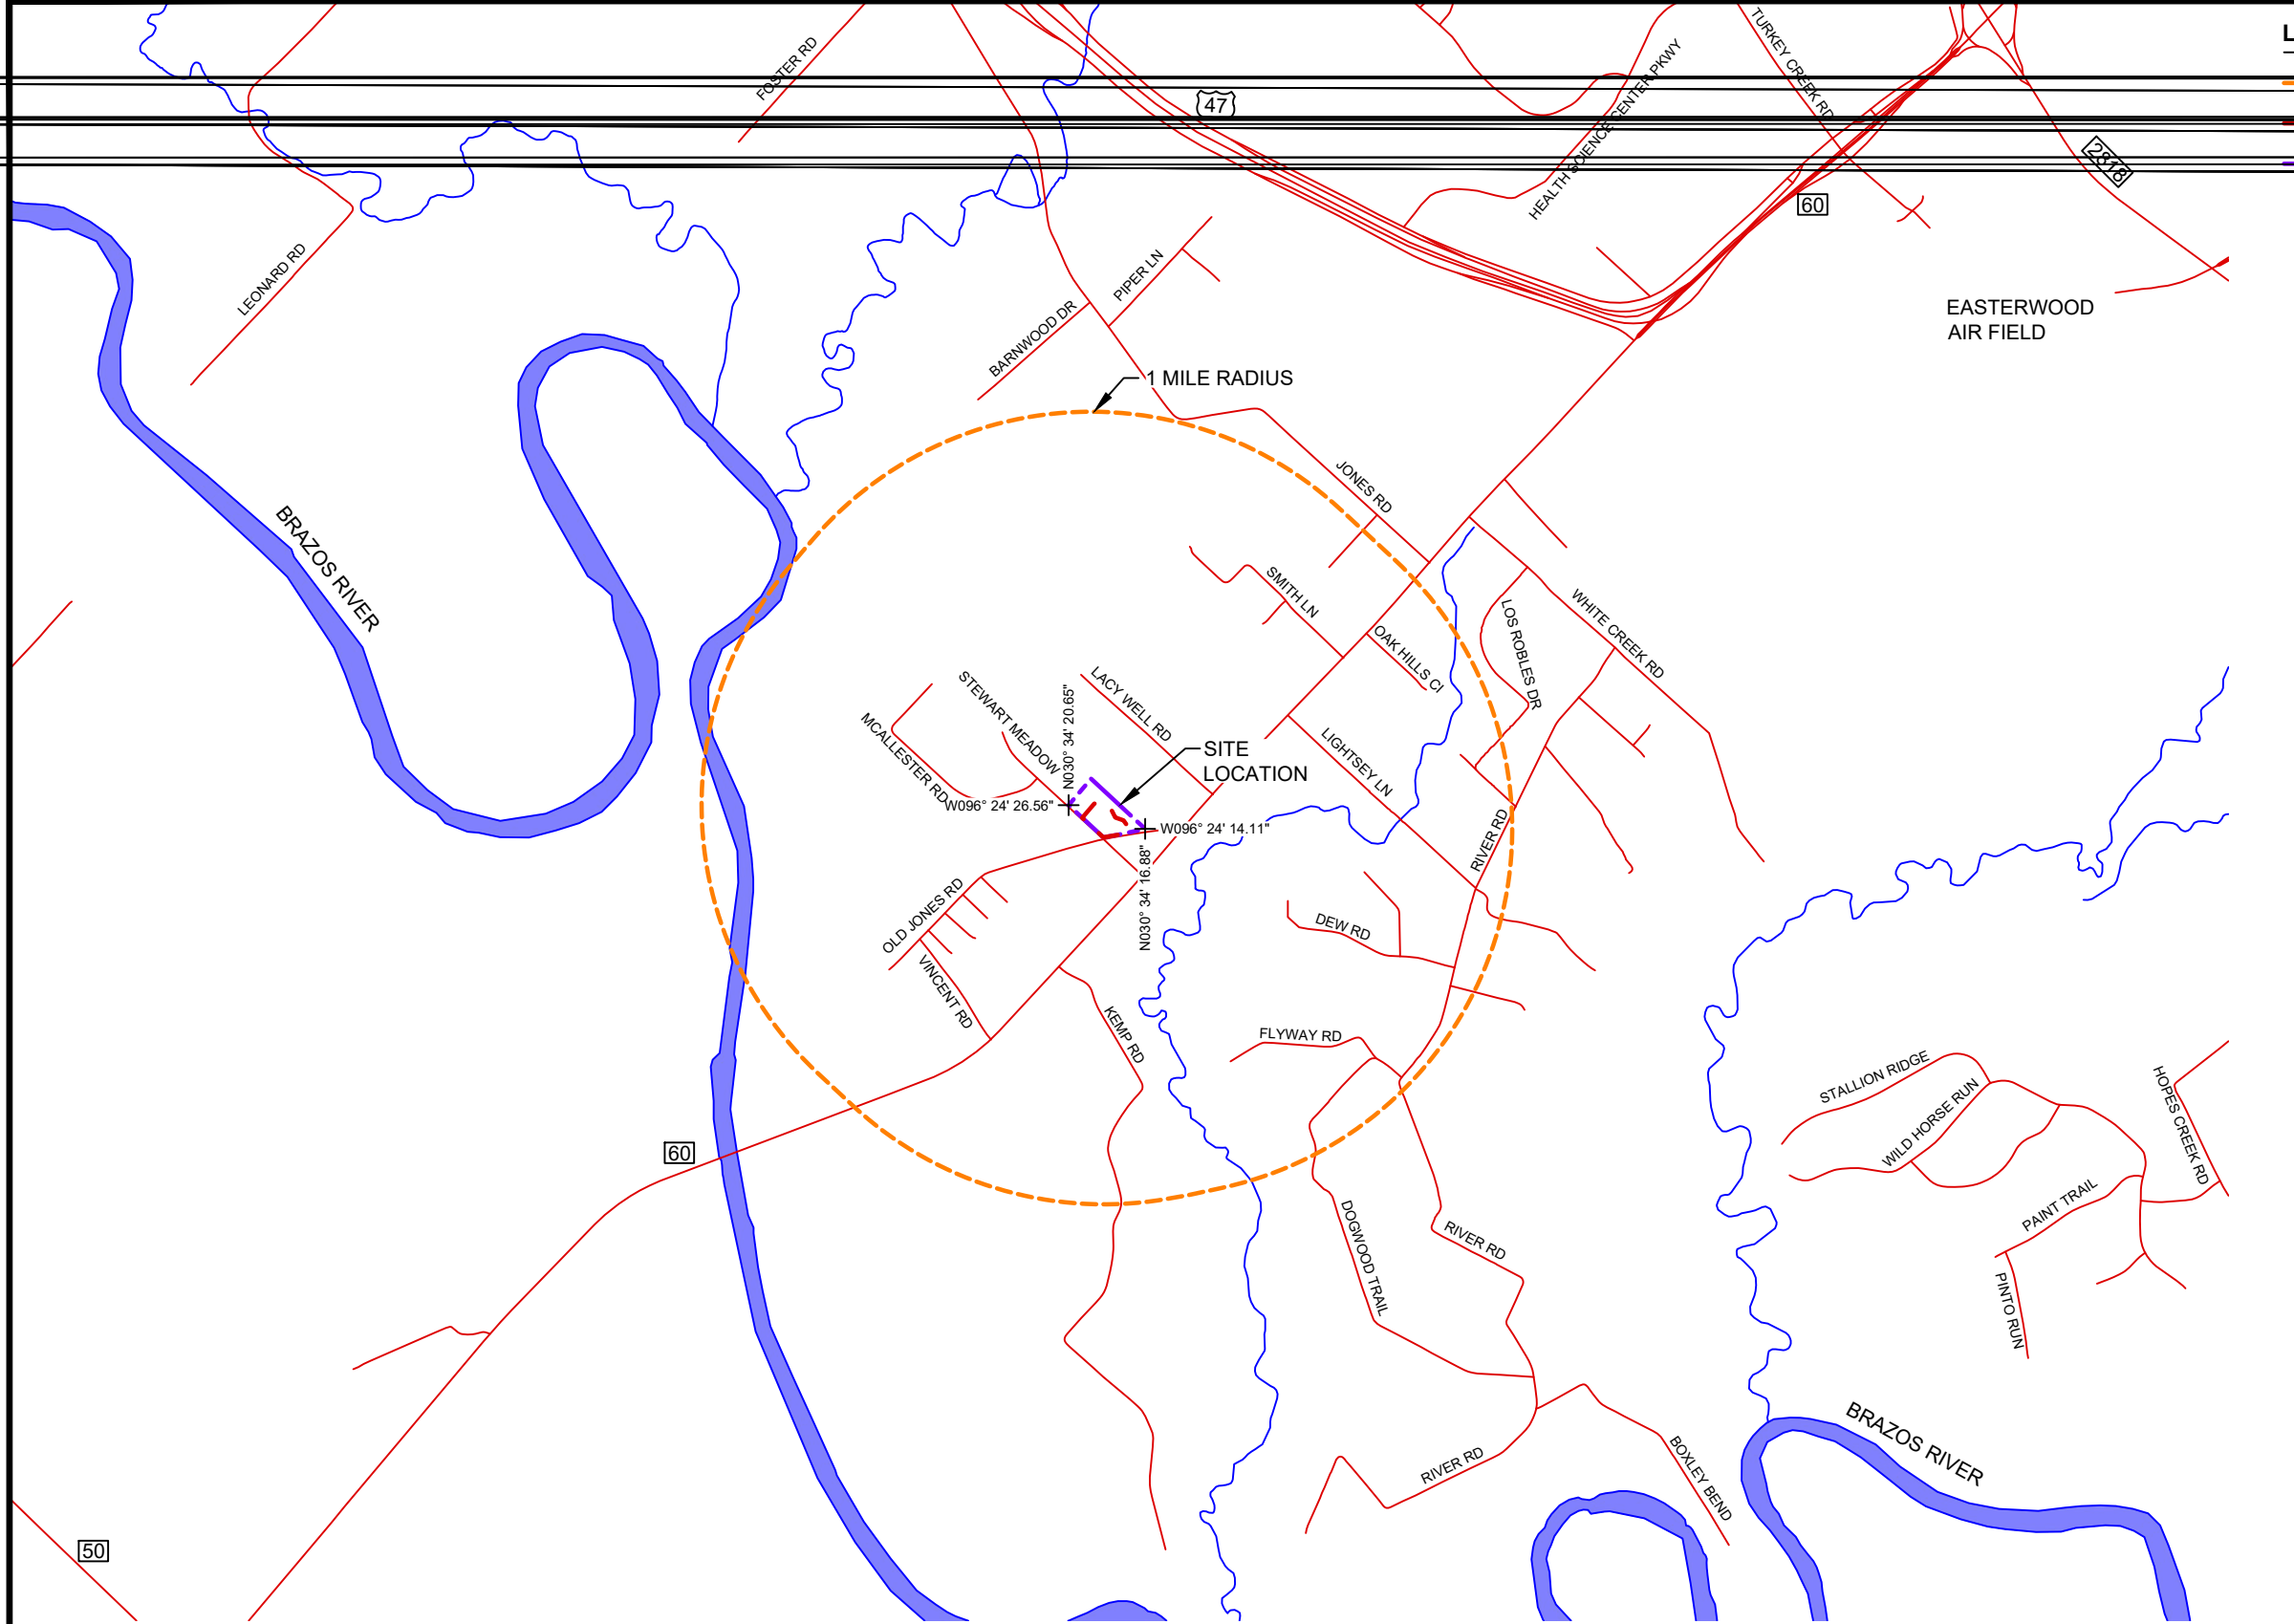 L
FOSTER RD
47
HEALTH SCIENCE CENTER PKWY
TURKEY CREEK RD
2818
60
LEONARD RD
PIPER LN
BARNWOOD DR
EASTERWOOD
AIR FIELD
1 MILE RADIUS
JONES RD
BRAZOS RIVER
SMITH LN
OAK HILLS CI
LOS ROBLES DR
WHITE CREEK RD
STEWART MEADOW
LACY WELL RD
MCALLESTER RD
N030° 34' 20.65"
W096° 24' 26.56"
SITE
LOCATION
LIGHTSEY LN
W096° 24' 14.11"
N030° 34' 16.88"
RIVER RD
OLD JONES RD
VINCENT RD
DEW RD
KEMP RD
FLYWAY RD
STALLION RIDGE
WILD HORSE RUN
HOPES CREEK RD
60
PAINT TRAIL
DOGWOOD TRAIL
RIVER RD
PINTO RUN
BRAZOS RIVER
RIVER RD
BOXLEY BEND
50